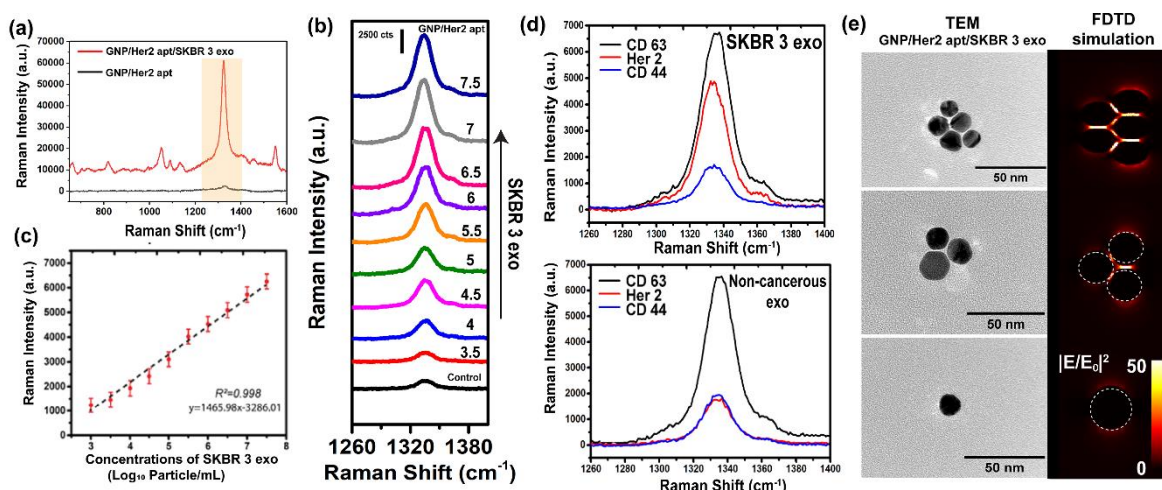 (a)
GNP/Her2 apt/SKBR 3 exo
GNP/Her2 apt
Raman Intensity (a.u.)
70000
60000
50000
40000
30000
20000
10000
0
800
1000
1200
1400
1600
Raman Shift (cm-1)
(b)
2500 cts
GNP/Her2 apt
7.5
7
6.5
6
5.5
5
4.5
4
3.5
Control
SKBR 3 exo
Raman Intensity (a.u.)
1260
1330
1400
Raman Shift (cm-1)
(c)
Raman Intensity (a.u.)
7000
6000
5000
4000
3000
2000
1000
0
R²=0.998
y=1465.98x-3286.01
3
4
5
6
7
8
Concentrations of SKBR 3 exo
(Log10 Particle/mL)
(d)
CD 63
Her 2
CD 44
SKBR 3 exo
Raman Intensity (a.u.)
7000
6000
5000
4000
3000
2000
1000
0
1260
1280
1300
1320
1340
1360
1380
1400
Raman Shift (cm-1)
CD 63
Her 2
CD 44
Non-cancerous
exo
Raman Intensity (a.u.)
7000
6000
5000
4000
3000
2000
1000
0
1260
1280
1300
1320
1340
1360
1380
1400
Raman Shift (cm-1)
(e)
TEM
GNP/Her2 apt/SKBR 3 exo
FDTD
simulation
50 nm
50 nm
50 nm
|E/E0|²
50
0